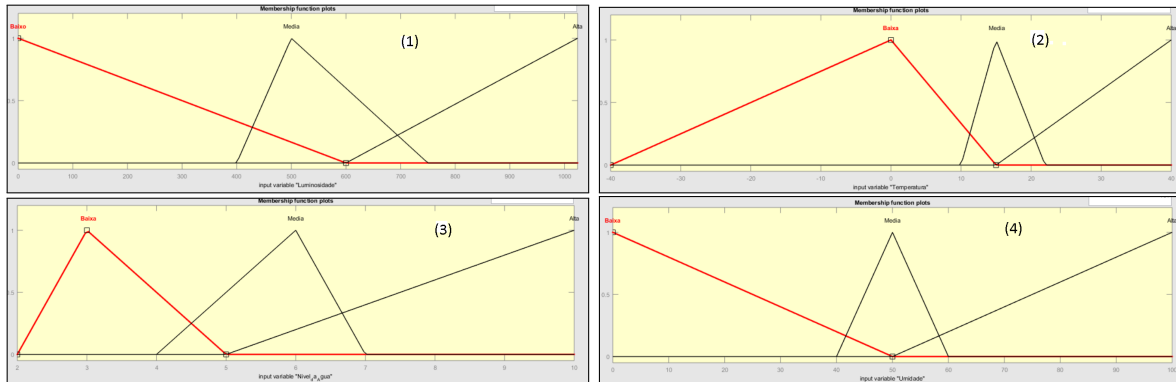 Membership function plots
Baixo Media Alta
(1)
1
0.5
0
0 100 200 300 400 500 600 700 800 900 1000
input variable "Luminosidade"
Membership function plots
Baixa Media Alta
(2)
1
0.5
0
-40 -30 -20 -10 0 10 20 30 40
input variable "Temperatura"
Membership function plots
Baixa Media Alta
(3)
1
0.5
0
2 3 4 5 6 7 8 9 10
input variable "Nivel_da_Agua"
Membership function plots
Baixa Media Alta
(4)
1
0.5
0
0 10 20 30 40 50 60 70 80 90 100
input variable "Umidade"